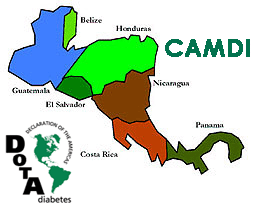 Belize
Honduras
CAMDI
Nicaragua
Guatemala
El Salvador
Costa Rica
Panama
DECLARATION OF THE AMERICAS
DOTA
diabetes